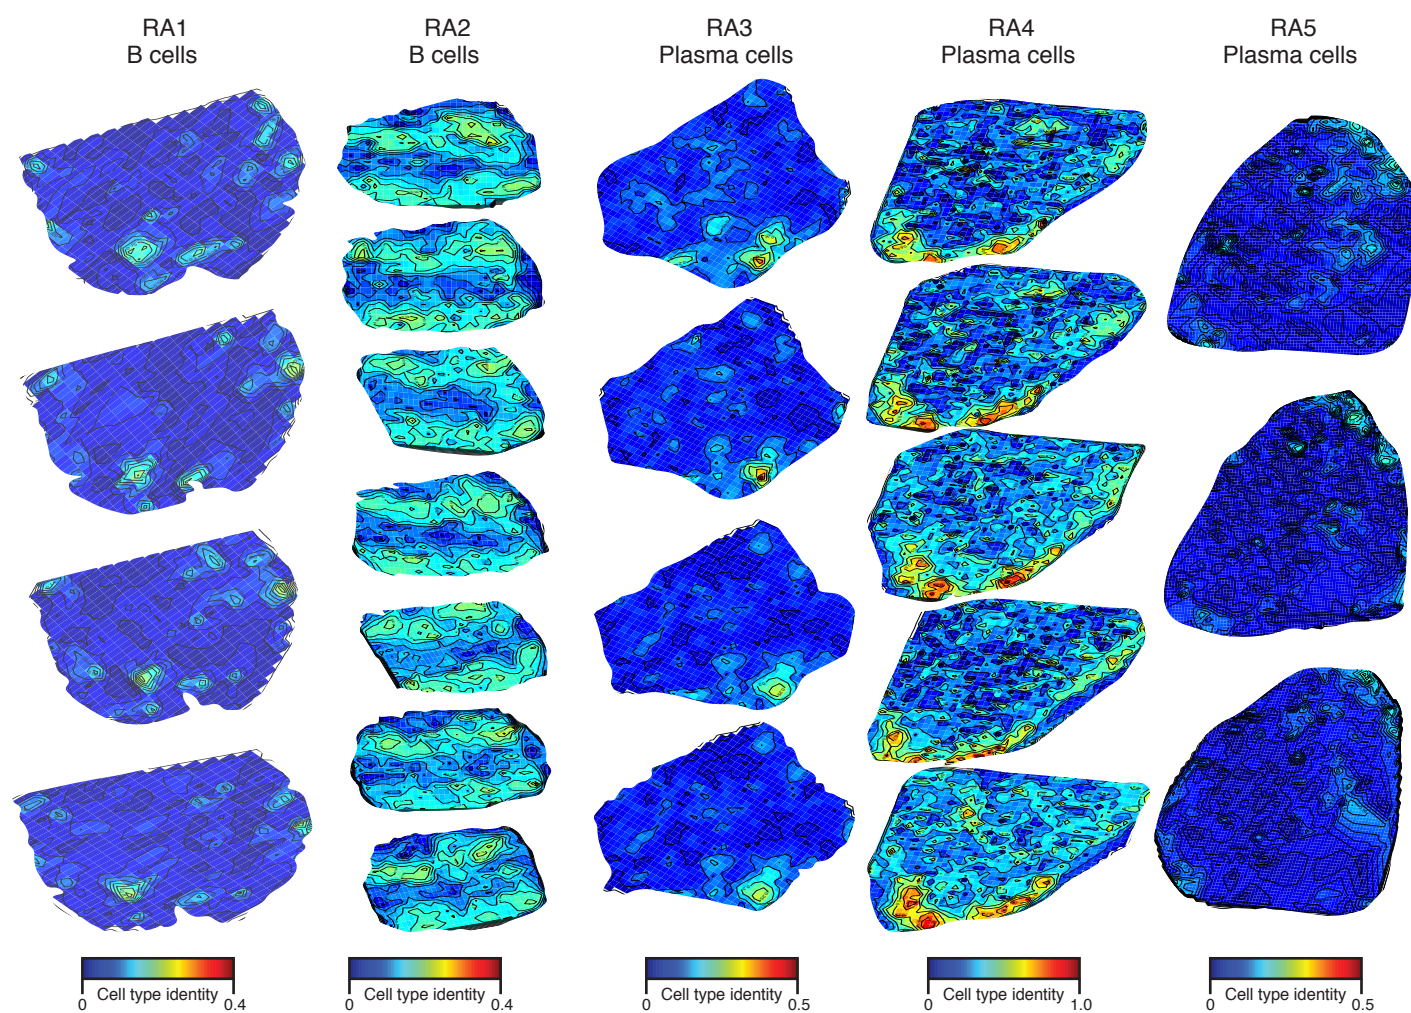 RA1
B cells
RA2
B cells
RA3
Plasma cells
RA4
Plasma cells
RA5
Plasma cells
Cell type identity
0 0.4
Cell type identity
0 0.4
Cell type identity
0 0.5
Cell type identity
0 1.0
Cell type identity
0 0.5